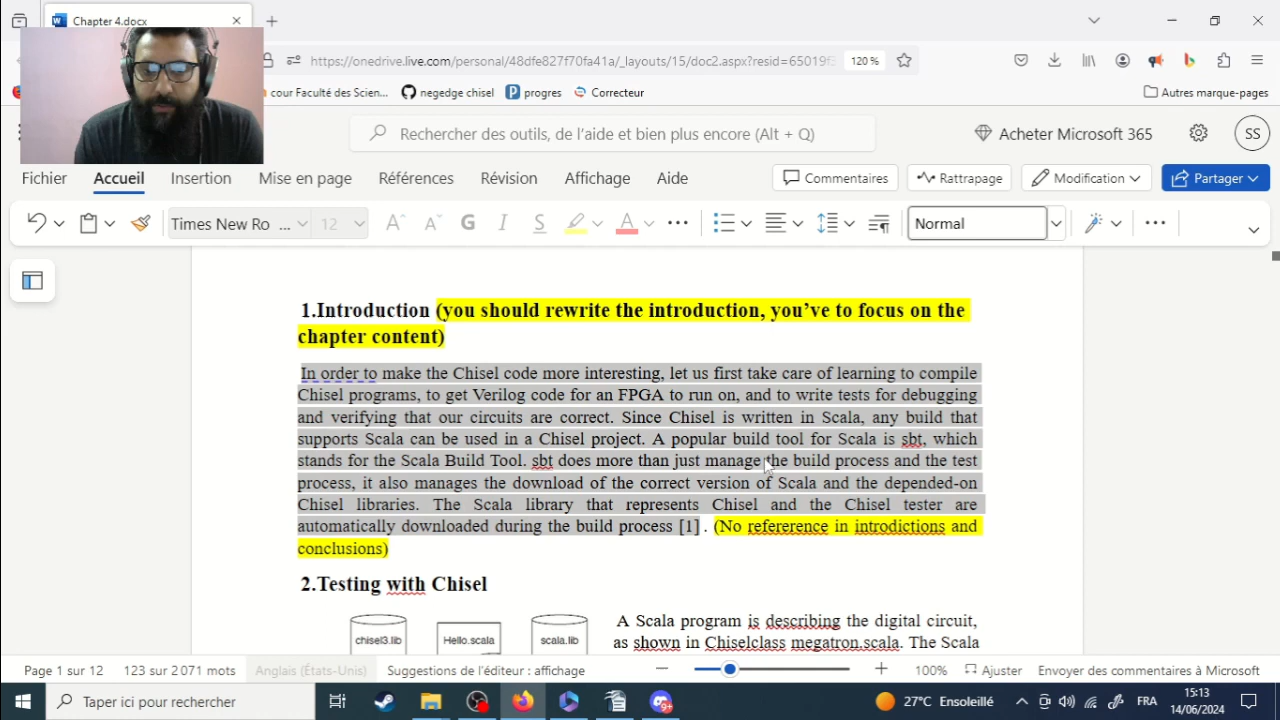 Chapter 4.docx
https://onedrive.live.com/personal/48dfe827f70fa41a/_layouts/15/doc2.aspx?resid=65019f3
120 %
cour Faculté des Scien...
negedge chisel
progres
Correcteur
Autres marque-pages
Rechercher des outils, de l'aide et bien plus encore (Alt + Q)
Acheter Microsoft 365
SS
Fichier
Accueil
Insertion
Mise en page
Références
Révision
Affichage
Aide
Commentaires
Rattrapage
Modification
Partager
Times New Ro ...
12
G
I
S
A
Normal
1.Introduction (you should rewrite the introduction, you've to focus on the
chapter content)
In order to make the Chisel code more interesting, let us first take care of learning to compile
Chisel programs, to get Verilog code for an FPGA to run on, and to write tests for debugging
and verifying that our circuits are correct. Since Chisel is written in Scala, any build that
supports Scala can be used in a Chisel project. A popular build tool for Scala is sbt, which
stands for the Scala Build Tool. sbt does more than just manage the build process and the test
process, it also manages the download of the correct version of Scala and the depended-on
Chisel libraries. The Scala library that represents Chisel and the Chisel tester are
automatically downloaded during the build process [1] . (No refererence in introdictions and
conclusions)
2.Testing with Chisel
chisel3.lib
Hello.scala
scala.lib
A Scala program is describing the digital circuit,
as shown in Chiselclass megatron.scala. The Scala
Page 1 sur 12
123 sur 2 071 mots
Anglais (États-Unis)
Suggestions de l'éditeur : affichage
100%
Ajuster
Envoyer des commentaires à Microsoft
Taper ici pour rechercher
27°C Ensoleillé
FRA
15:13
14/06/2024